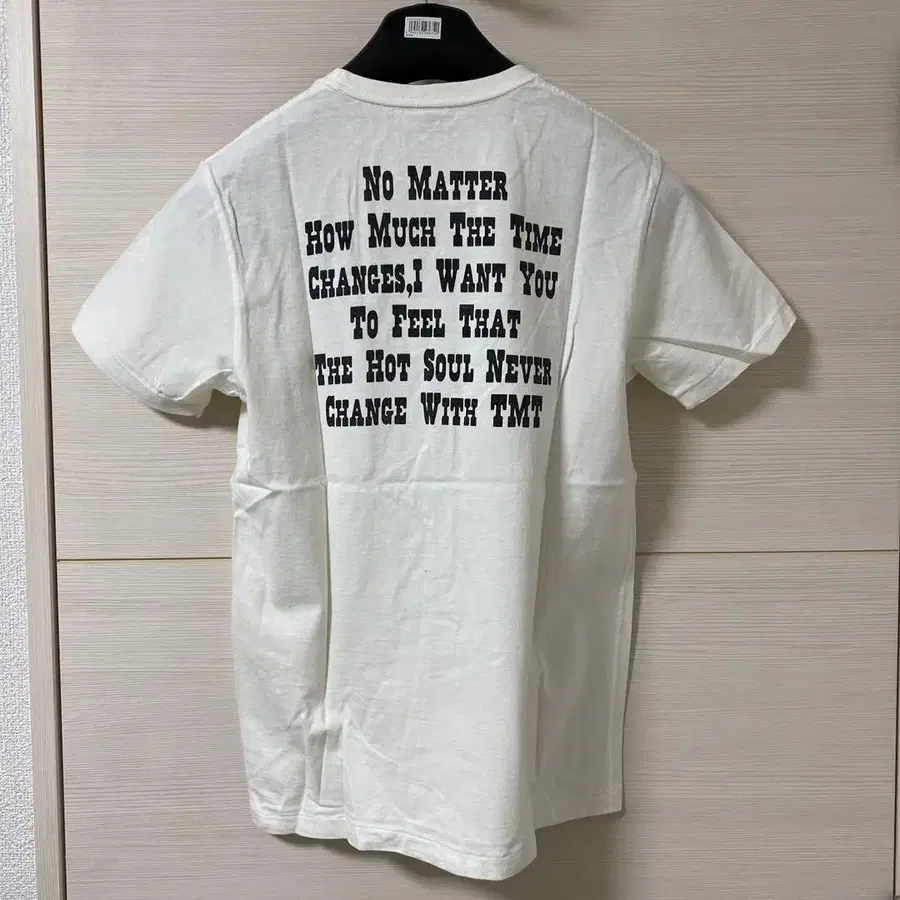 No Matter
How Much The Time
Changes,I Want You
To Feel That
The Hot Soul Never
Change With TMT